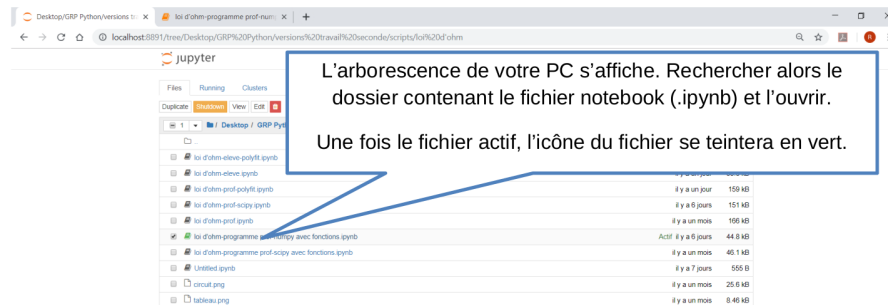 Desktop/GRP Python/versions tr
loi d'ohm-programme prof-nump
localhost:8891/tree/Desktop/GRP%20Python/versions%20travail%20seconde/scripts/loi%20d'ohm
jupyter
L'arborescence de votre PC s'affiche. Rechercher alors le
dossier contenant le fichier notebook (.ipynb) et l'ouvrir.
Une fois le fichier actif, l'icône du fichier se teintera en vert.
Files Running Clusters
Duplicate Shutdown View Edit
1 / Desktop / GRP Pyth
..
loi d'ohm-eleve-polyfit.ipynb
loi d'ohm-eleve.ipynb
loi d'ohm-prof-polyfit.ipynb il y a un jour 159 kB
loi d'ohm-prof-scipy.ipynb il y a 6 jours 151 kB
loi d'ohm-prof.ipynb il y a un mois 166 kB
loi d'ohm-programme prof-numpy avec fonctions.ipynb Actif il y a 6 jours 44.8 kB
loi d'ohm-programme prof-scipy avec fonctions.ipynb il y a un mois 46.1 kB
Untitled.ipynb il y a 7 jours 555 B
circuit.png il y a un mois 25.6 kB
tableau.png il y a un mois 8.46 kB